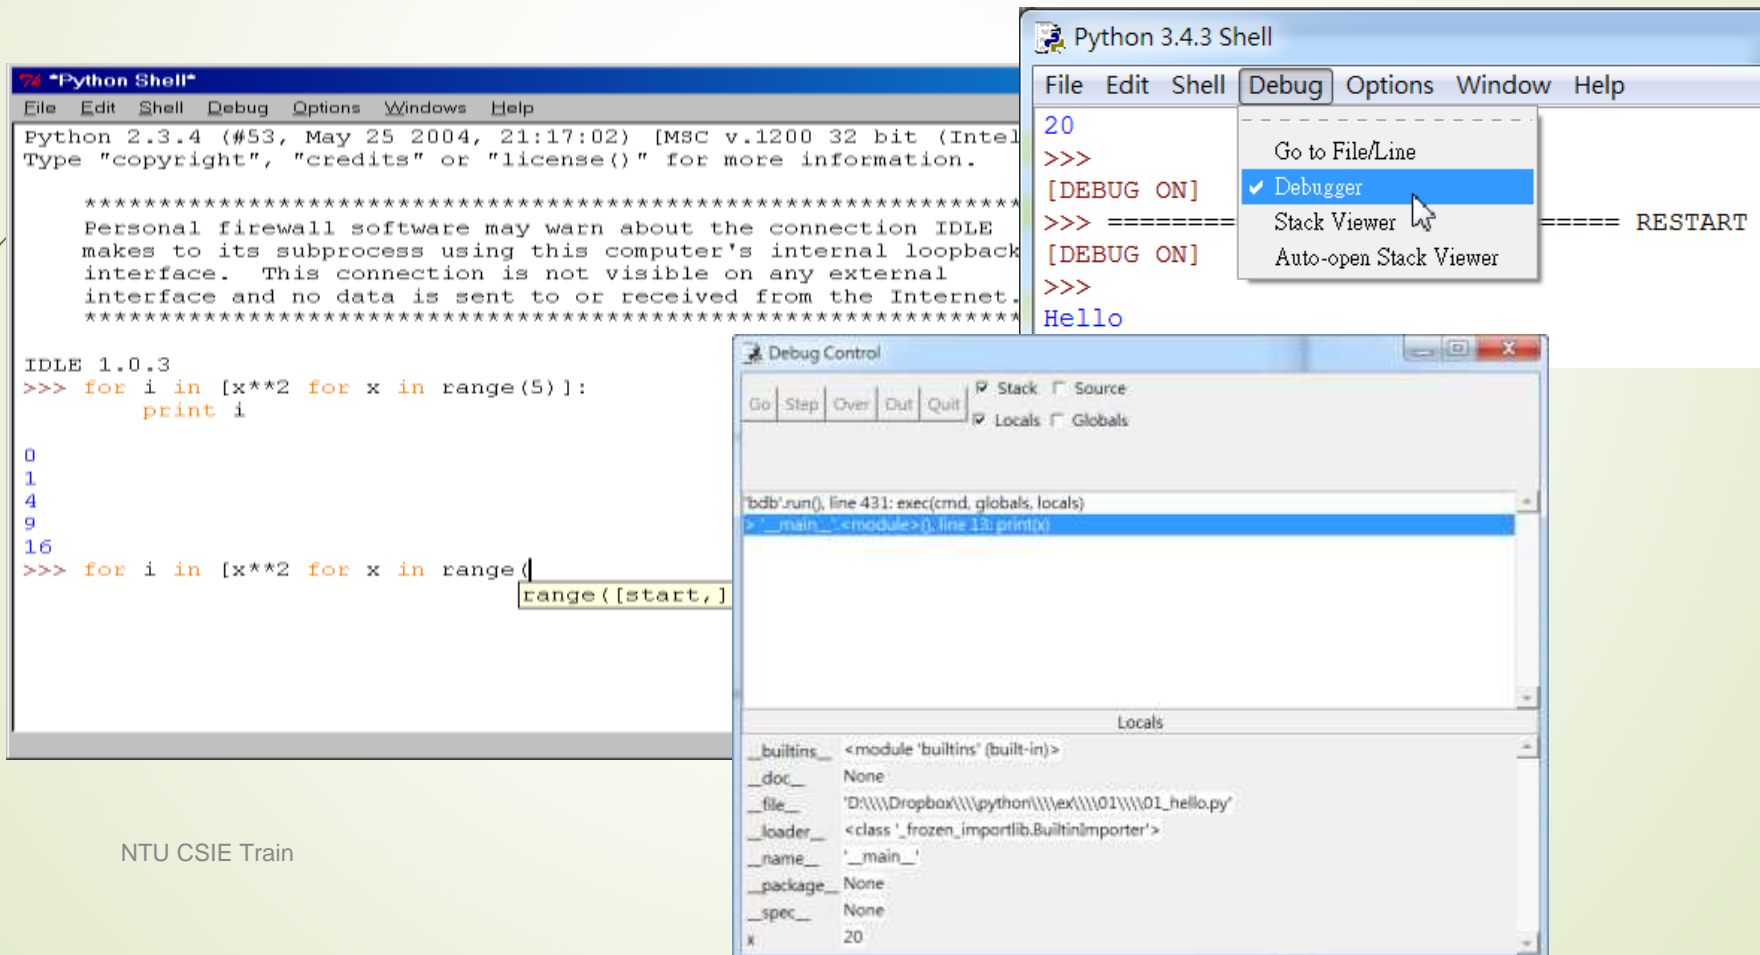 *Python Shell*
File Edit Shell Debug Options Windows Help
Python 2.3.4 (#53, May 25 2004, 21:17:02) [MSC v.1200 32 bit (Intel
Type "copyright", "credits" or "license()" for more information.
****************************************************************
Personal firewall software may warn about the connection IDLE
makes to its subprocess using this computer's internal loopback
interface.  This connection is not visible on any external
interface and no data is sent to or received from the Internet.
****************************************************************
IDLE 1.0.3
>>> for i in [x**2 for x in range(5)]:
print i
0
1
4
9
16
>>> for i in [x**2 for x in range(
range([start,]
Python 3.4.3 Shell
File Edit Shell Debug Options Window Help
20
>>>
[DEBUG ON]
>>> ========= ===== RESTART
[DEBUG ON]
>>>
Hello
Go to File/Line
✔ Debugger
Stack Viewer
Auto-open Stack Viewer
Debug Control
Go Step Over Out Quit
Stack Source
Locals Globals
'bdb'.run(), line 431: exec(cmd, globals, locals)
> '__main__'.<module>(), line 13: print(x)
Locals
__builtins__ <module 'builtins' (built-in)>
__doc__ None
__file__ 'D:\\\\Dropbox\\\\python\\\\ex\\\\01\\\\01_hello.py'
__loader__ <class '_frozen_importlib.BuiltinImporter'>
__name__ '__main__'
__package__ None
__spec__ None
x 20
NTU CSIE Train